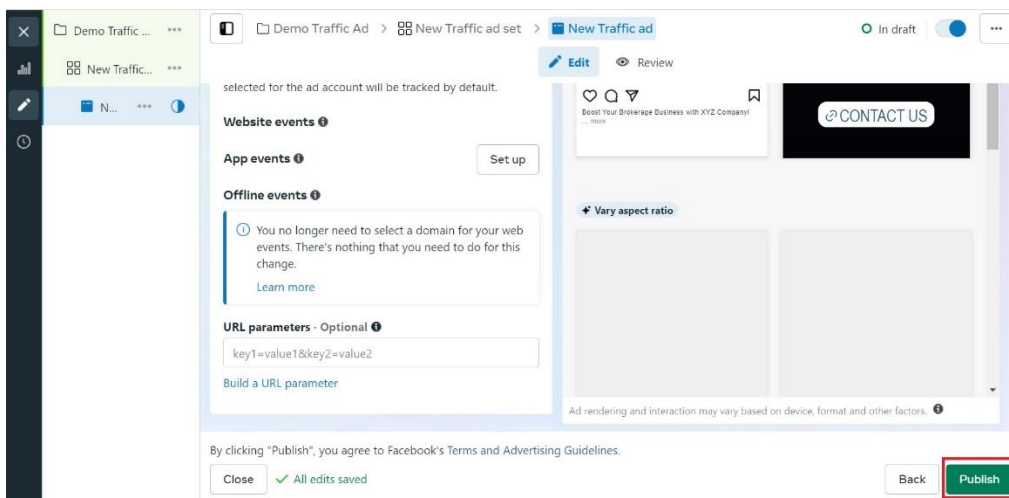 Demo Traffic ...
New Traffic...
N...
Demo Traffic Ad > New Traffic ad set > New Traffic ad
In draft
Edit
Review
selected for the ad account will be tracked by default.
Website events
App events
Set up
Offline events
You no longer need to select a domain for your web
events. There's nothing that you need to do for this
change.
Learn more
URL parameters · Optional
key1=value1&key2=value2
Build a URL parameter
Boost Your Brokerage Business with XYZ Company!
... more
CONTACT US
Vary aspect ratio
Ad rendering and interaction may vary based on device, format and other factors.
By clicking "Publish", you agree to Facebook's Terms and Advertising Guidelines.
Close
All edits saved
Back
Publish